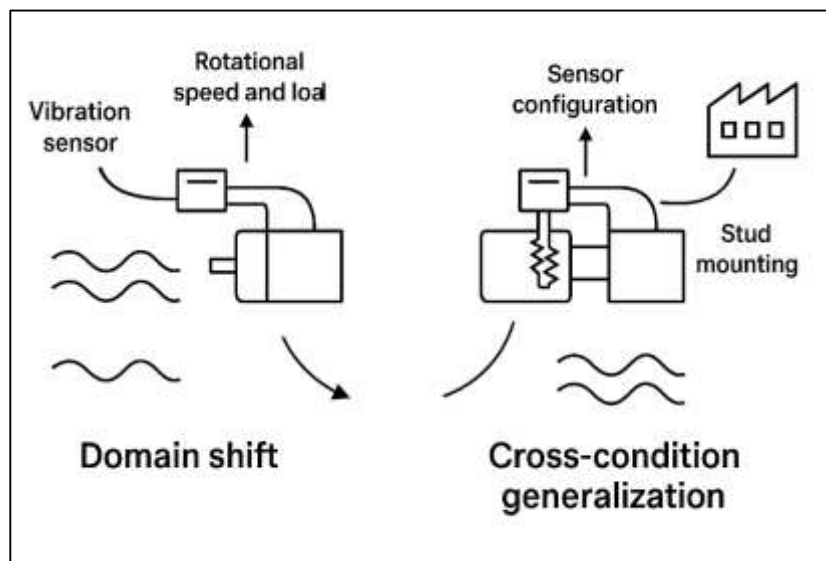 Vibration
sensor
Rotational
speed and loal
Sensor
configuration
Stud
mounting
Domain shift
Cross-condition
generalization